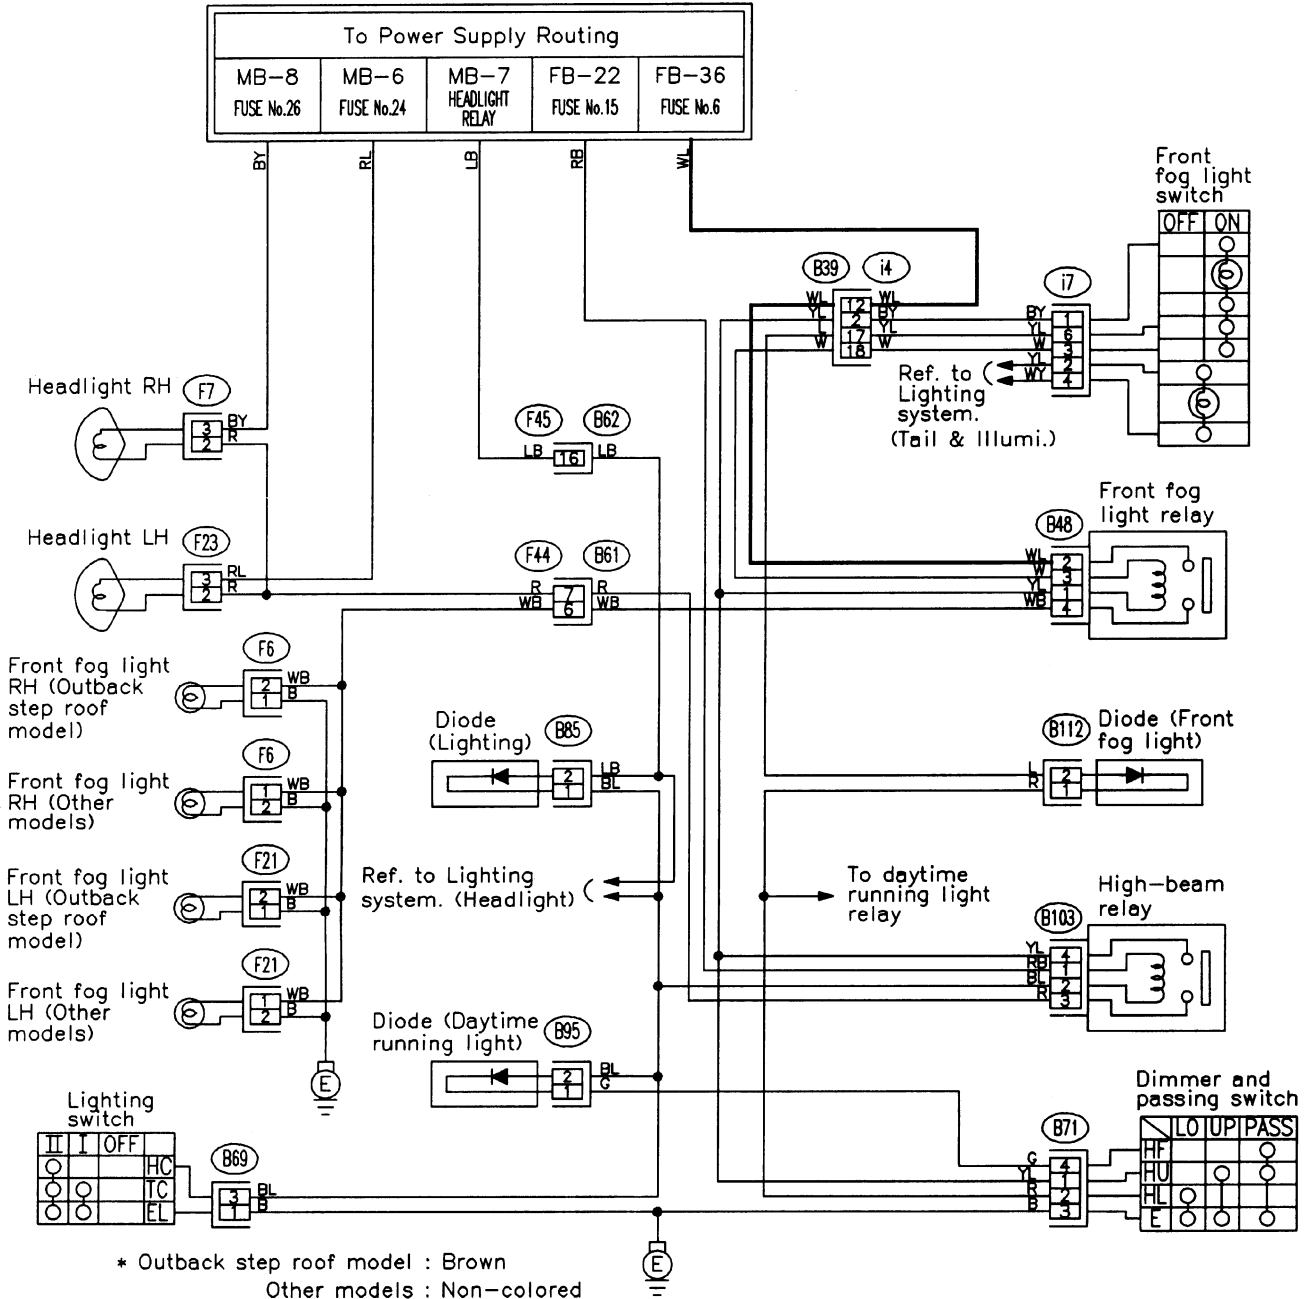 To Power Supply Routing
MB-8 MB-6 MB-7 FB-22 FB-36
FUSE No.26 FUSE No.24 HEADLIGHT RELAY FUSE No.15 FUSE No.6
BY RL LB RB WL
Front
fog light
switch
OFF ON
B39 i4 i7
WL 12 WL
YL 2 BY
L 17 YL
W 18 W
BY 1
YL 6
W 3
YL 2
WY 4
Ref. to
Lighting
system.
(Tail & Illumi.)
Headlight RH F7
3 BY
2 R
F45 B62
LB 16 LB
Headlight LH F23
3 RL
2 R
F44 B61
R 7 R
WB 6 WB
Front fog
light relay
B48
WL 2
W 3
YL 1
WB 4
Front fog light
RH (Outback
step roof
model)
F6
2 WB
1 B
Front fog light
RH (Other
models)
F6
1 WB
2 B
Front fog light
LH (Outback
step roof
model)
F21
2 WB
1 B
Front fog light
LH (Other
models)
F21
1 WB
2 B
E
Diode
(Lighting)
B85
2 LB
1 BL
B112
Diode (Front
fog light)
L 2
R 1
Ref. to Lighting
system. (Headlight)
To daytime
running light
relay
High-beam
relay
B103
YL 4
RB 1
BL 2
R 3
Diode (Daytime
running light)
B95
2 BL
1 G
Lighting
switch
II I OFF
HC
TC
EL
B69
3 BL
1 B
E
B71
G 4
YL 1
R 2
B 3
Dimmer and
passing switch
LO UP PASS
HF
HU
HL
E
* Outback step roof model : Brown
Other models : Non-colored